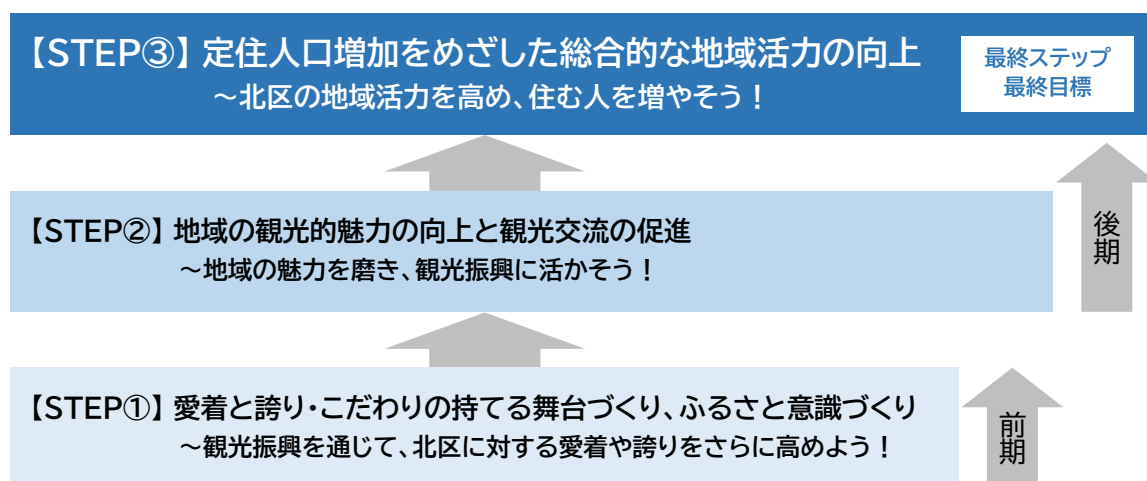 【STEP③】 定住人口増加をめざした総合的な地域活力の向上
～北区の地域活力を高め、住む人を増やそう！
最終ステップ
最終目標
【STEP②】 地域の観光的魅力の向上と観光交流の促進
～地域の魅力を磨き、観光振興に活かそう！
後期
【STEP①】 愛着と誇り・こだわりの持てる舞台づくり、ふるさと意識づくり
～観光振興を通じて、北区に対する愛着や誇りをさらに高めよう！
前期